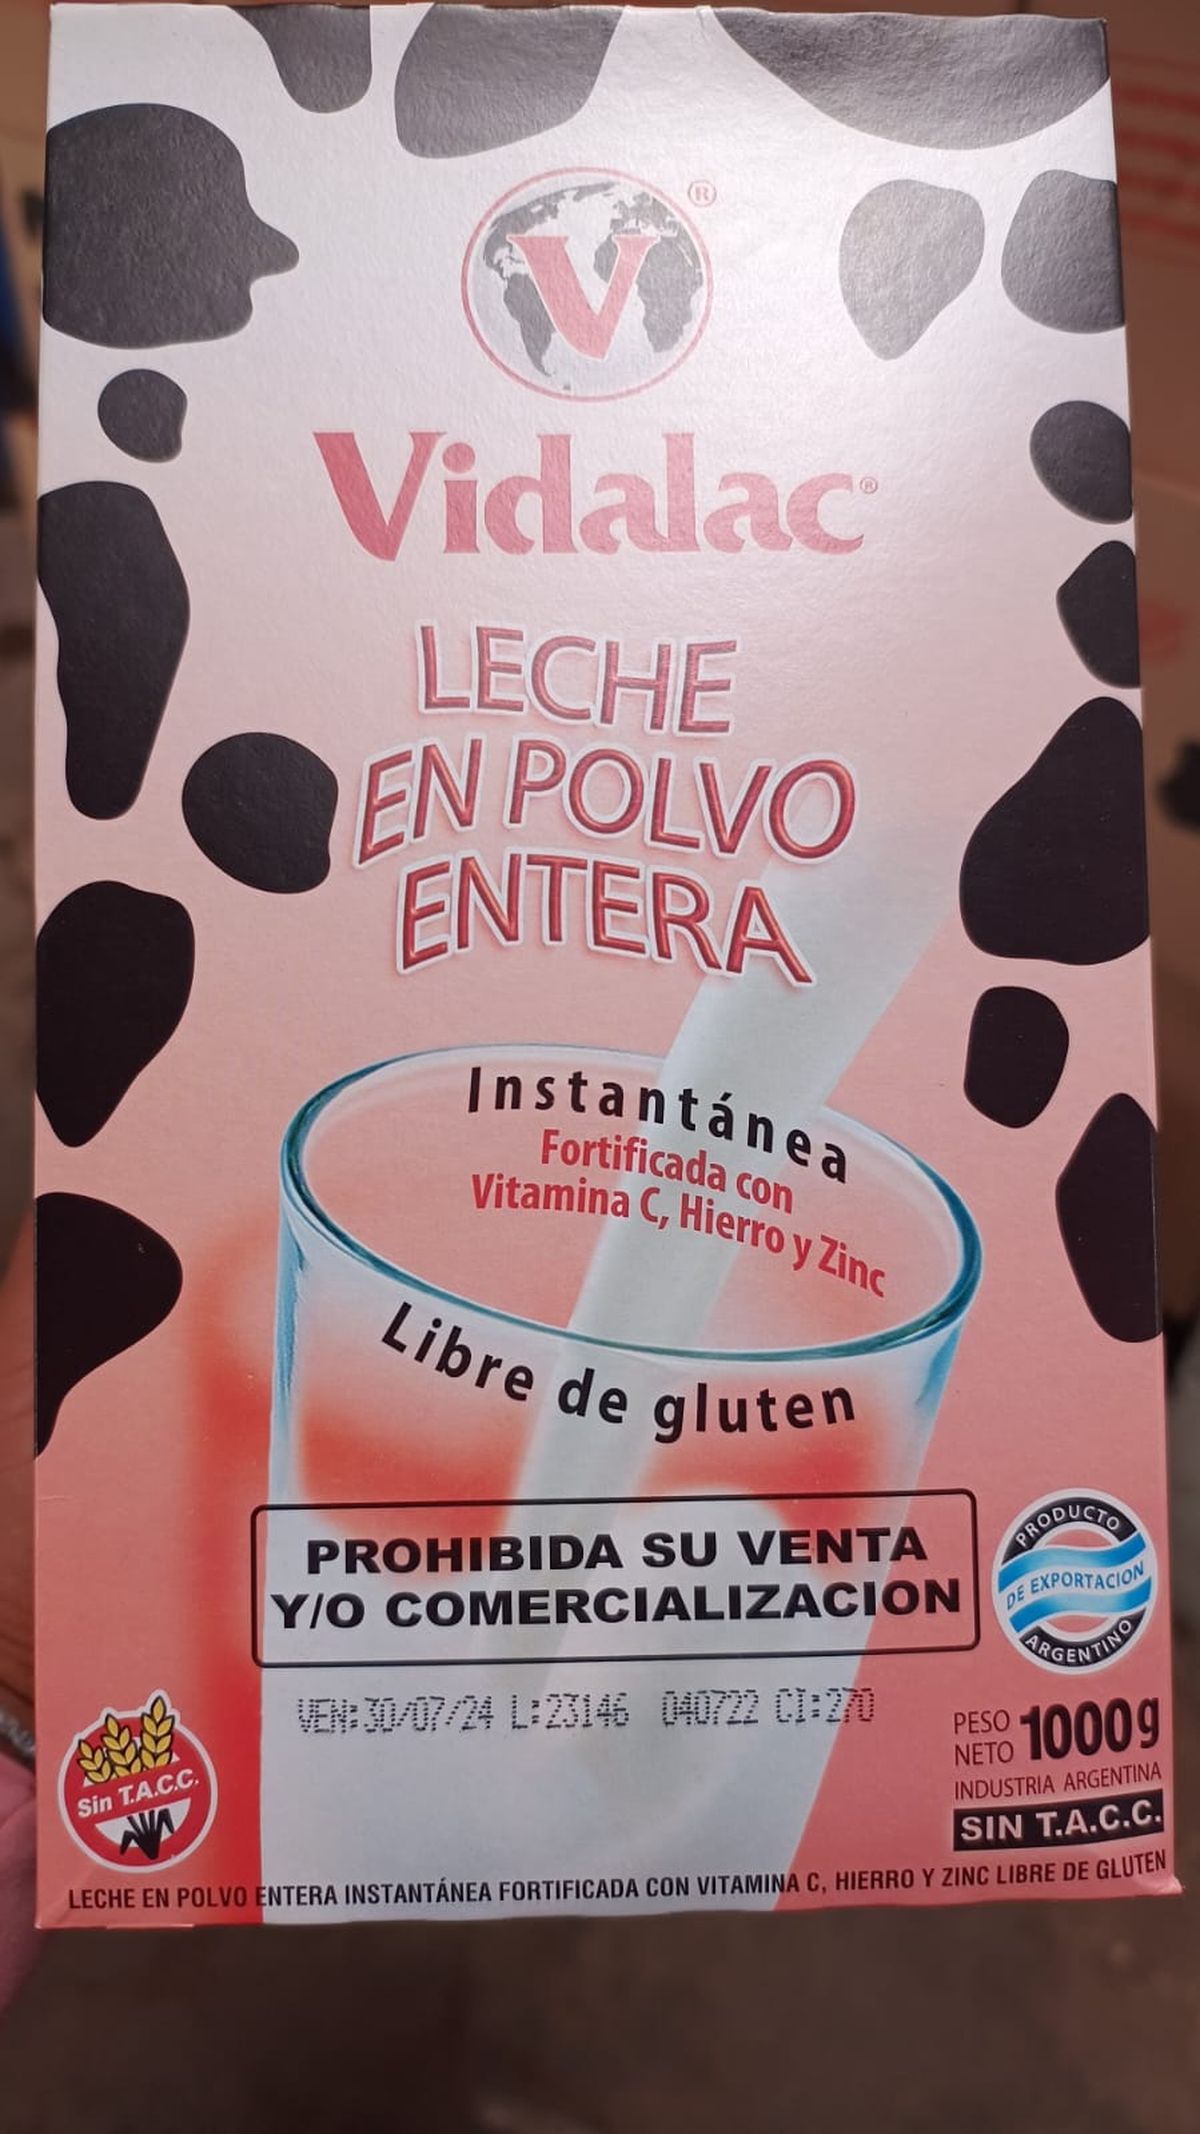 V ®
Vidalac®
LECHE
EN POLVO
ENTERA
Instantánea
Fortificada con
Vitamina C, Hierro y Zinc
Libre de gluten
PROHIBIDA SU VENTA
Y/O COMERCIALIZACION
PRODUCTO
DE EXPORTACION
ARGENTINO
VEN:30/07/24 L:23146 040722 CI:270
Sin T.A.C.C.
PESO
NETO 1000g
INDUSTRIA ARGENTINA
SIN T.A.C.C.
LECHE EN POLVO ENTERA INSTANTÁNEA FORTIFICADA CON VITAMINA C, HIERRO Y ZINC LIBRE DE GLUTEN